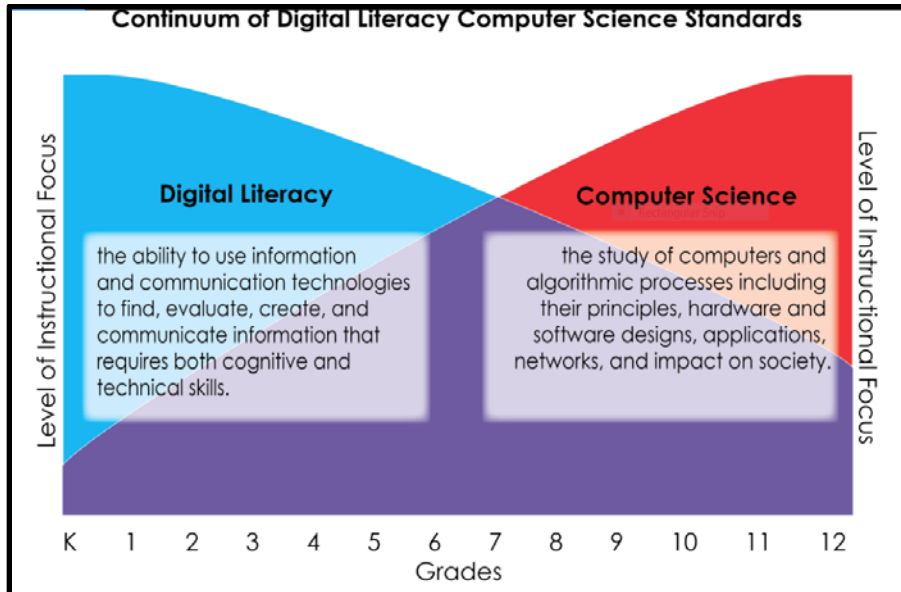 Continuum of Digital Literacy Computer Science Standards
Level of Instructional Focus
Digital Literacy
the ability to use information
and communication technologies
to find, evaluate, create, and
communicate information that
requires both cognitive and
technical skills.
Computer Science
the study of computers and
algorithmic processes including
their principles, hardware and
software designs, applications,
networks, and impact on society.
Level of Instructional Focus
K 1 2 3 4 5 6 7 8 9 10 11 12
Grades